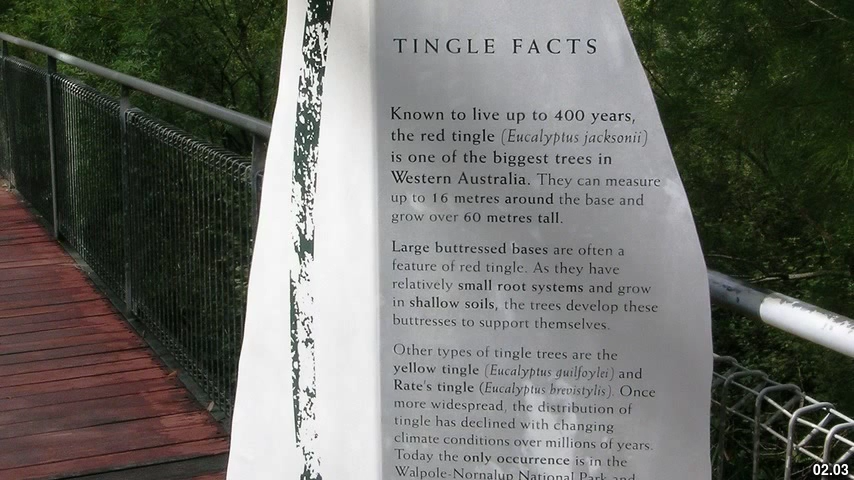 TINGLE FACTS
Known to live up to 400 years,
the red tingle (Eucalyptus jacksonii)
is one of the biggest trees in
Western Australia. They can measure
up to 16 metres around the base and
grow over 60 metres tall.
Large buttressed bases are often a
feature of red tingle. As they have
relatively small root systems and grow
in shallow soils, the trees develop these
buttresses to support themselves.
Other types of tingle trees are the
yellow tingle (Eucalyptus guilfoylei) and
Rate's tingle (Eucalyptus brevistylis). Once
more widespread, the distribution of
tingle has declined with changing
climate conditions over millions of years.
Today the only occurrence is in the
Walpole-Nornalup National Park and
02.03